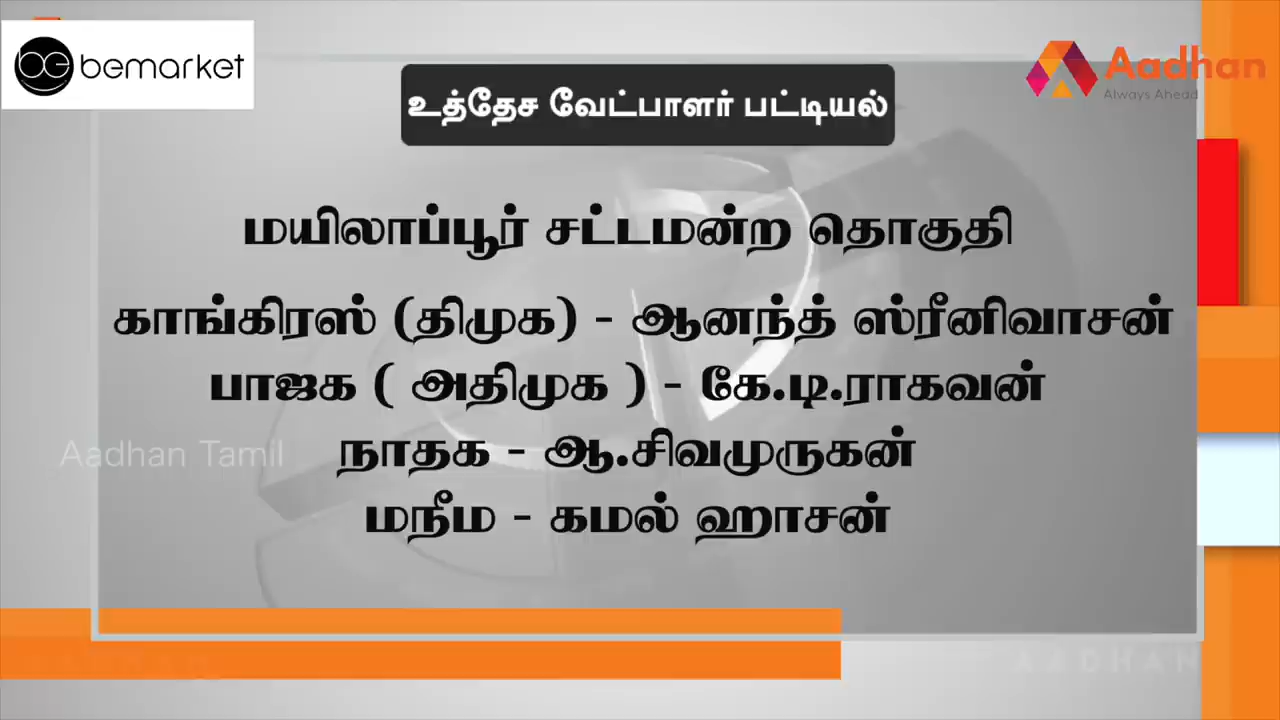 bemarket
Aadhan
Always Ahead
உத்தேச வேட்பாளர் பட்டியல்
மயிலாப்பூர் சட்டமன்ற தொகுதி
காங்கிரஸ் (திமுக) - ஆனந்த் ஸ்ரீனிவாசன்
பாஜக ( அதிமுக ) - கே.டி.ராகவன்
நாதக - ஆ.சிவமுருகன்
Aadhan Tamil
மநீம - கமல் ஹாசன்
AADHAN